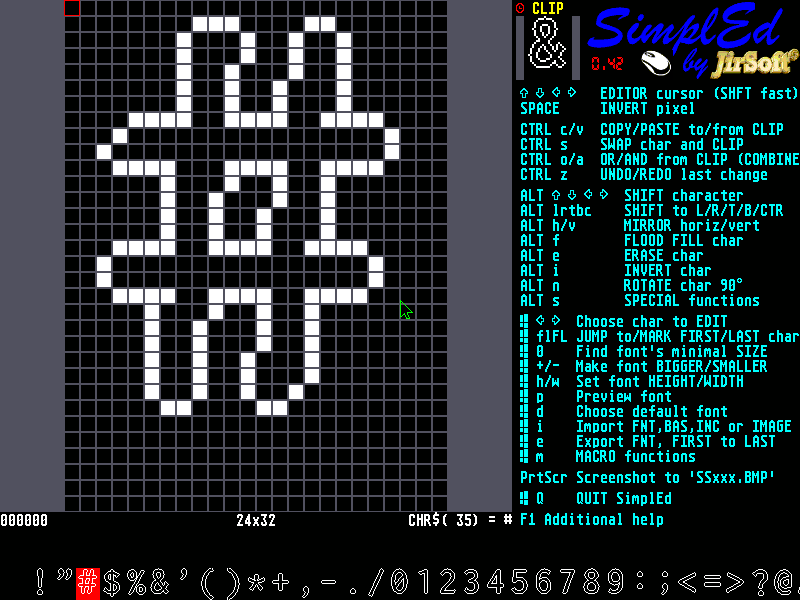 CLIP
SimplEd
0.42 by JirSoft
⇧ ⇩ ⇦ ⇨ EDITOR cursor (SHFT fast)
SPACE INVERT pixel
CTRL c/v COPY/PASTE to/from CLIP
CTRL s SWAP char and CLIP
CTRL o/a OR/AND from CLIP (COMBINE
CTRL z UNDO/REDO last change
ALT ⇧ ⇩ ⇦ ⇨ SHIFT character
ALT lrtbc SHIFT to L/R/T/B/CTR
ALT h/v MIRROR horiz/vert
ALT f FLOOD FILL char
ALT e ERASE char
ALT i INVERT char
ALT n ROTATE char 90°
ALT s SPECIAL functions
⇦ ⇨ Choose char to EDIT
flFL JUMP to/MARK FIRST/LAST char
0 Find font's minimal SIZE
+/- Make font BIGGER/SMALLER
h/w Set font HEIGHT/WIDTH
p Preview font
d Choose default font
i Import FNT,BAS,INC or IMAGE
e Export FNT, FIRST to LAST
m MACRO functions
PrtScr Screenshot to 'SSxxx.BMP'
Q QUIT SimplEd
F1 Additional help
000000 24x32 CHR$( 35) = #
!"#$%&'()*+,-./0123456789:;<=>?@